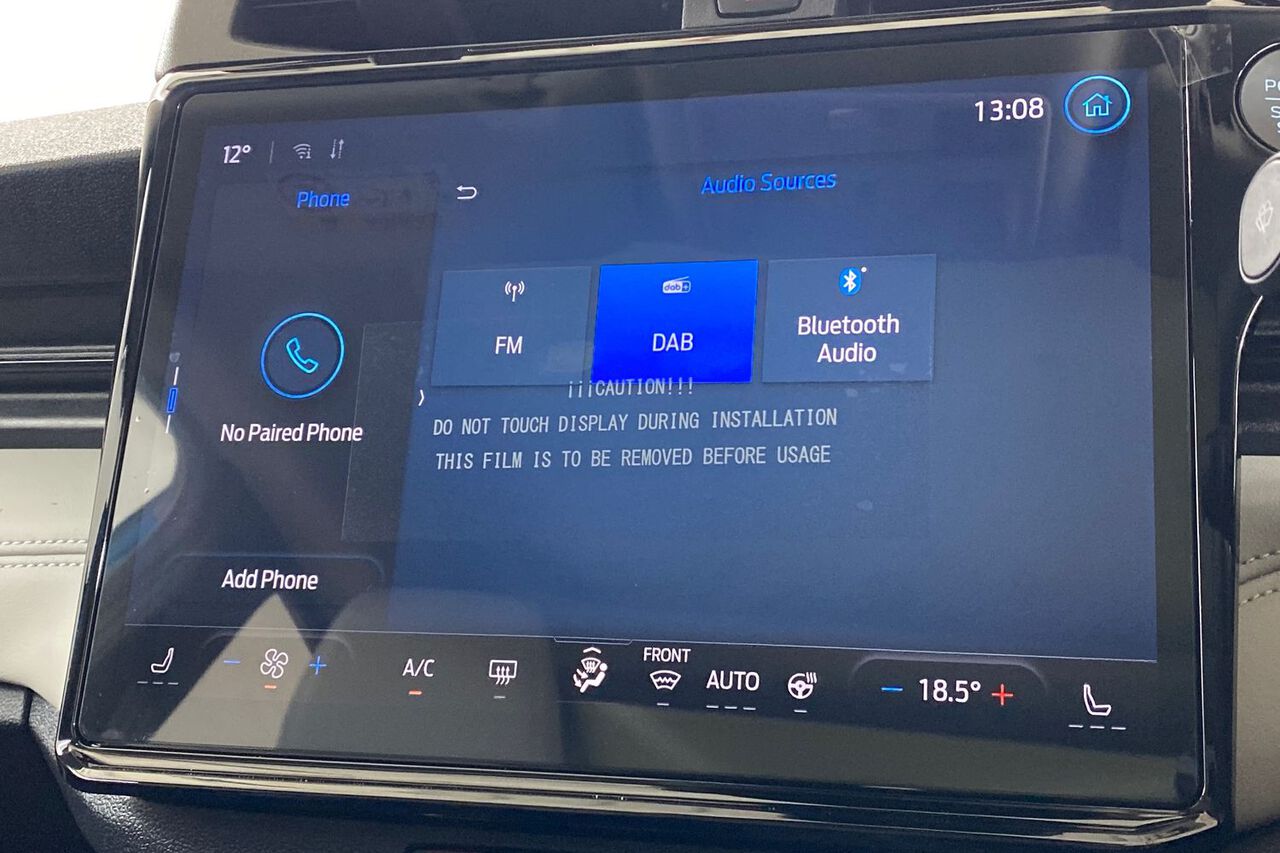 13:08
12°
Phone
Audio Sources
FM
dab+
DAB
Bluetooth
Audio
¡¡¡CAUTION!!!
DO NOT TOUCH DISPLAY DURING INSTALLATION
THIS FILM IS TO BE REMOVED BEFORE USAGE
No Paired Phone
Add Phone
A/C
FRONT
AUTO
18.5°